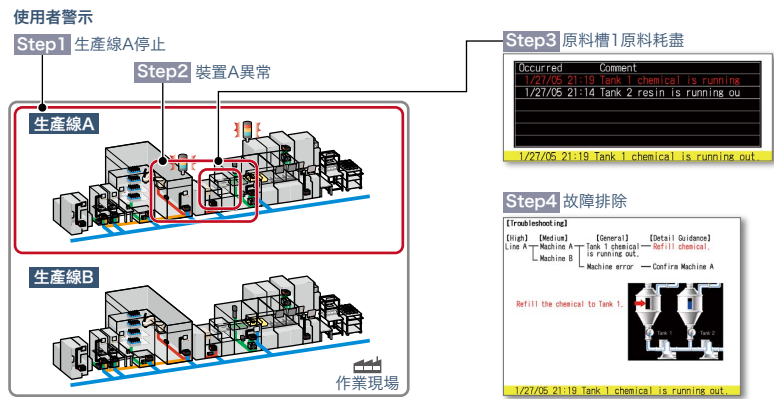 使用者警示
Step1 生產線A停止
Step2 裝置A異常
生產線A
生產線B
作業現場
Step3 原料槽1原料耗盡
Occurred Comment
1/27/05 21:19 Tank 1 chemical is running
1/27/05 21:14 Tank 2 resin is running ou
1/27/05 21:19 Tank 1 chemical is running out.
Step4 故障排除
[Troubleshooting]
[High] [Medium] [General] [Detail Guidance]
Line A Machine A Tank 1 chemical Refill chemical.
is running out.
Machine B
Machine error Confirm Machine A
Refill the chemical to Tank 1.
Tank 1 Tank 2
1/27/05 21:19 Tank 1 chemical is running out.